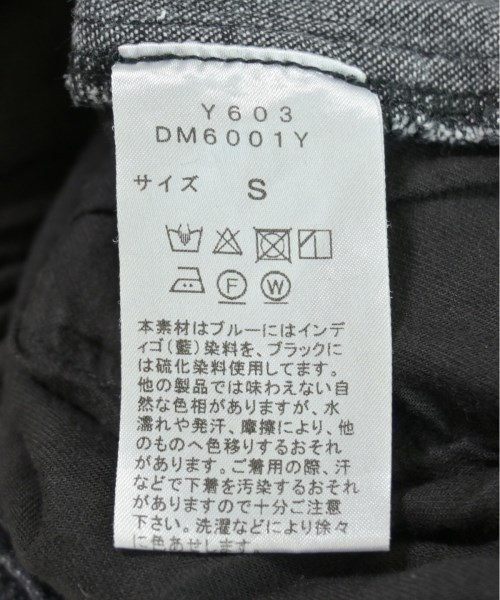 Y603
DM6001Y
サイズ S
F W
本素材はブルーにはインデ
ィゴ(藍)染料を、ブラックに
は硫化染料使用してます。
他の製品では味わえない自
然な色相がありますが、水
濡れや発汗、摩擦により、他
のものへ色移りするおそれ
があります。ご着用の際、汗
などで下着を汚染するおそれ
がありますので十分ご注意
下さい。洗濯などにより徐々
に色あせします。